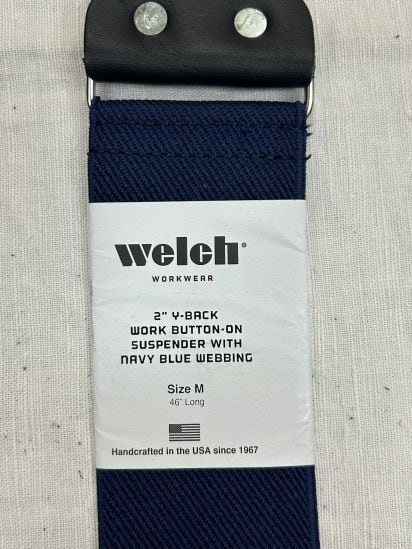 welch®
WORKWEAR
2" Y-BACK
WORK BUTTON-ON
SUSPENDER WITH
NAVY BLUE WEBBING
Size M
46" Long
Handcrafted in the USA since 1967